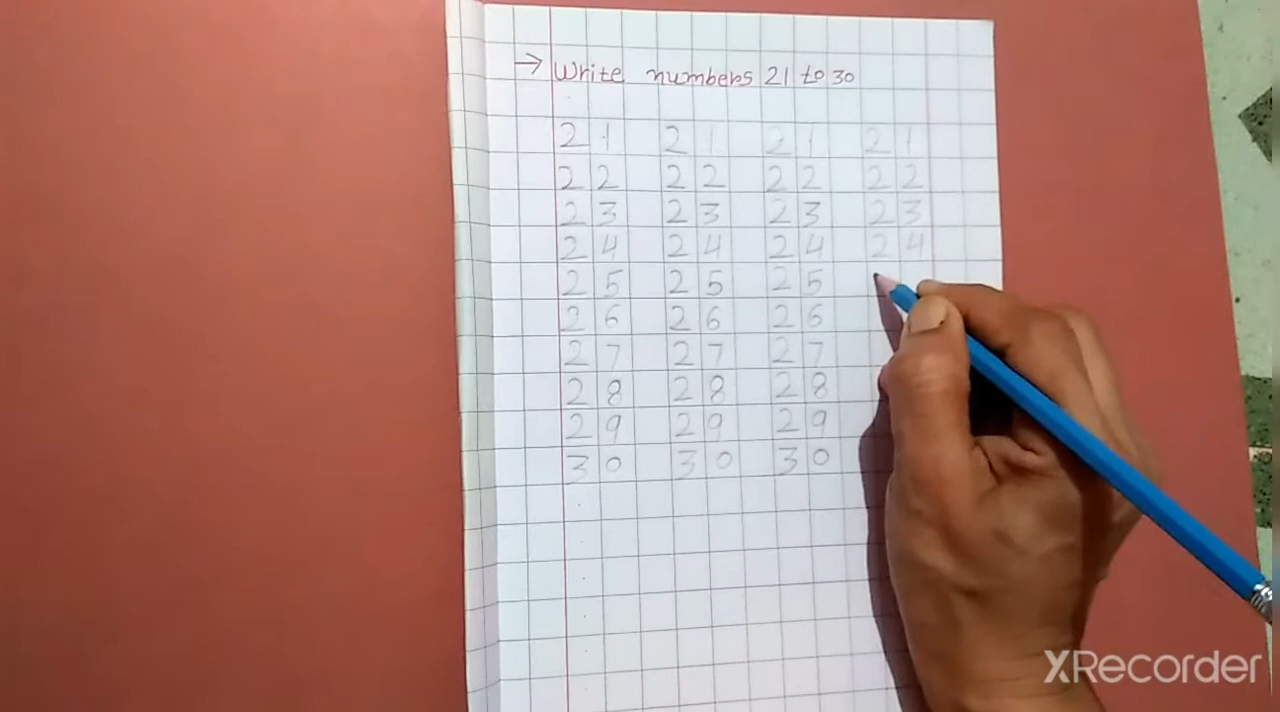 → Write numbers 21 to 30
21 21 21 21
22 22 22 22
23 23 23 23
24 24 24 24
25 25 25
26 26 26
27 27 27
28 28 28
29 29 29
30 30 30
XRecorder